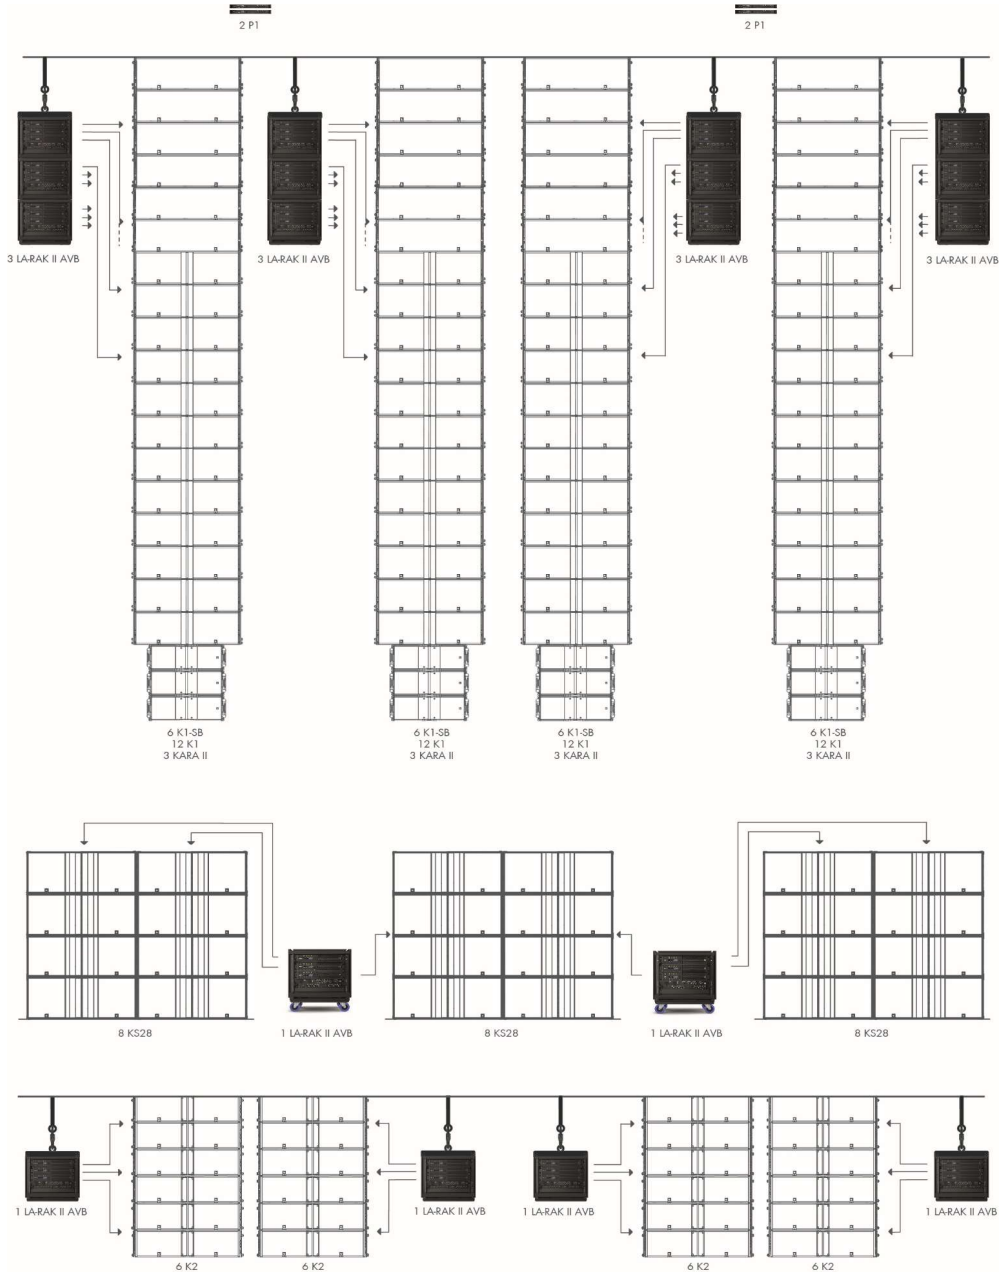 2 P1
2 P1
3 LA-RAK II AVB
3 LA-RAK II AVB
3 LA-RAK II AVB
3 LA-RAK II AVB
6 K1-SB
12 K1
3 KARA II
6 K1-SB
12 K1
3 KARA II
6 K1-SB
12 K1
3 KARA II
6 K1-SB
12 K1
3 KARA II
8 KS28
1 LA-RAK II AVB
8 KS28
1 LA-RAK II AVB
8 KS28
1 LA-RAK II AVB
1 LA-RAK II AVB
1 LA-RAK II AVB
1 LA-RAK II AVB
6 K2
6 K2
6 K2
6 K2